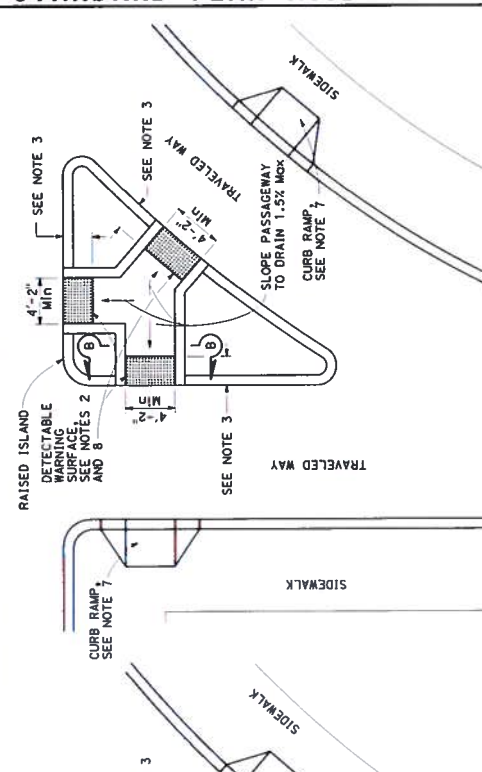 SIDEWALK
SEE NOTE 3
SEE NOTE 3
TRAVELED WAY
4'-2"
Min
4'-2"
Min
SLOPE PASSAGEWAY
TO DRAIN 1.5% Max
CURB RAMP,
SEE NOTE 7
RAISED ISLAND
DETECTABLE
WARNING
SURFACE,
SEE NOTES 2
AND 8
B
B
4'-2"
Min
SEE NOTE 3
TRAVELED WAY
CURB RAMP,
SEE NOTE 7
SIDEWALK
3
SIDEWALK